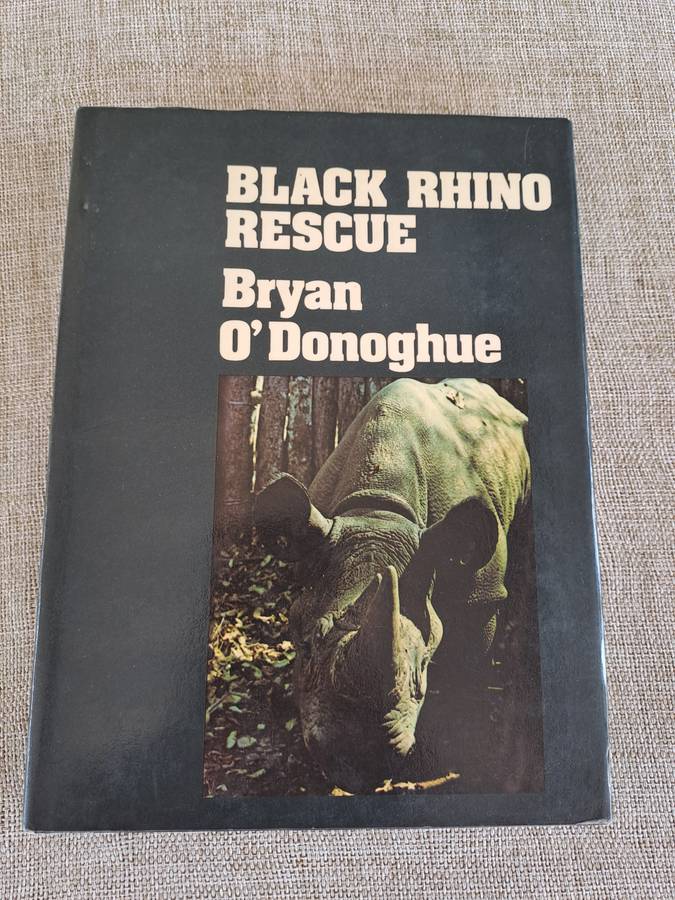 BLACK RHINO
RESCUE
Bryan
O'Donoghue